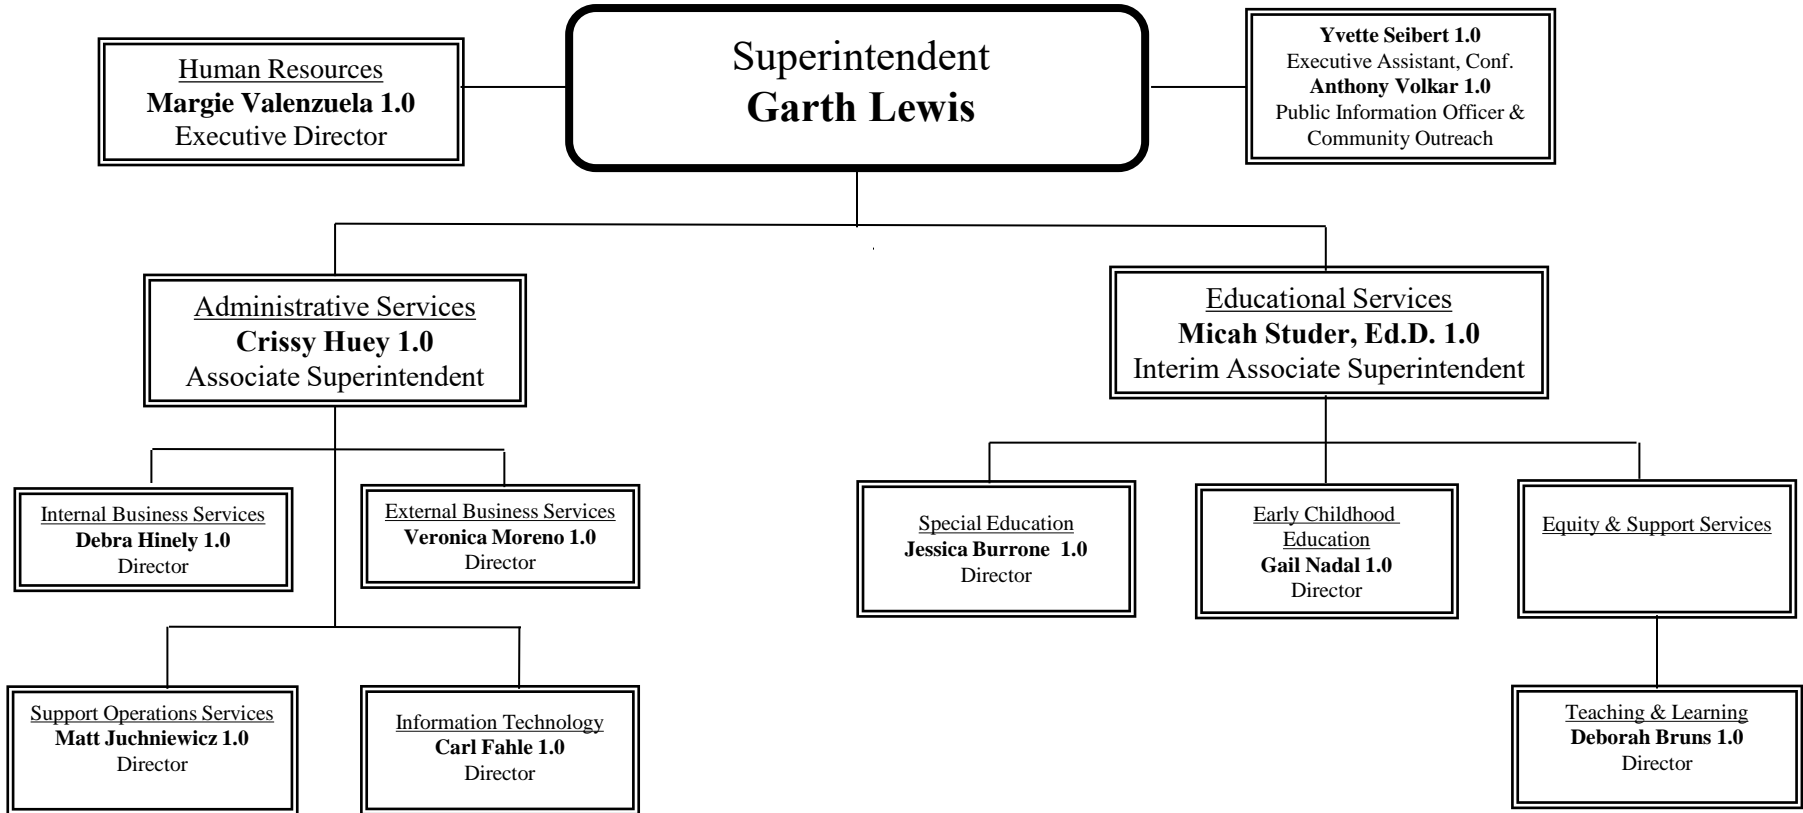 Superintendent
Garth Lewis
Human Resources
Margie Valenzuela 1.0
Executive Director
Yvette Seibert 1.0
Executive Assistant, Conf.
Anthony Volkar 1.0
Public Information Officer &
Community Outreach
Administrative Services
Crissy Huey 1.0
Associate Superintendent
Educational Services
Micah Studer, Ed.D. 1.0
Interim Associate Superintendent
Internal Business Services
Debra Hinely 1.0
Director
External Business Services
Veronica Moreno 1.0
Director
Special Education
Jessica Burrone 1.0
Director
Early Childhood
Education
Gail Nadal 1.0
Director
Equity & Support Services
Support Operations Services
Matt Juchniewicz 1.0
Director
Information Technology
Carl Fahle 1.0
Director
Teaching & Learning
Deborah Bruns 1.0
Director